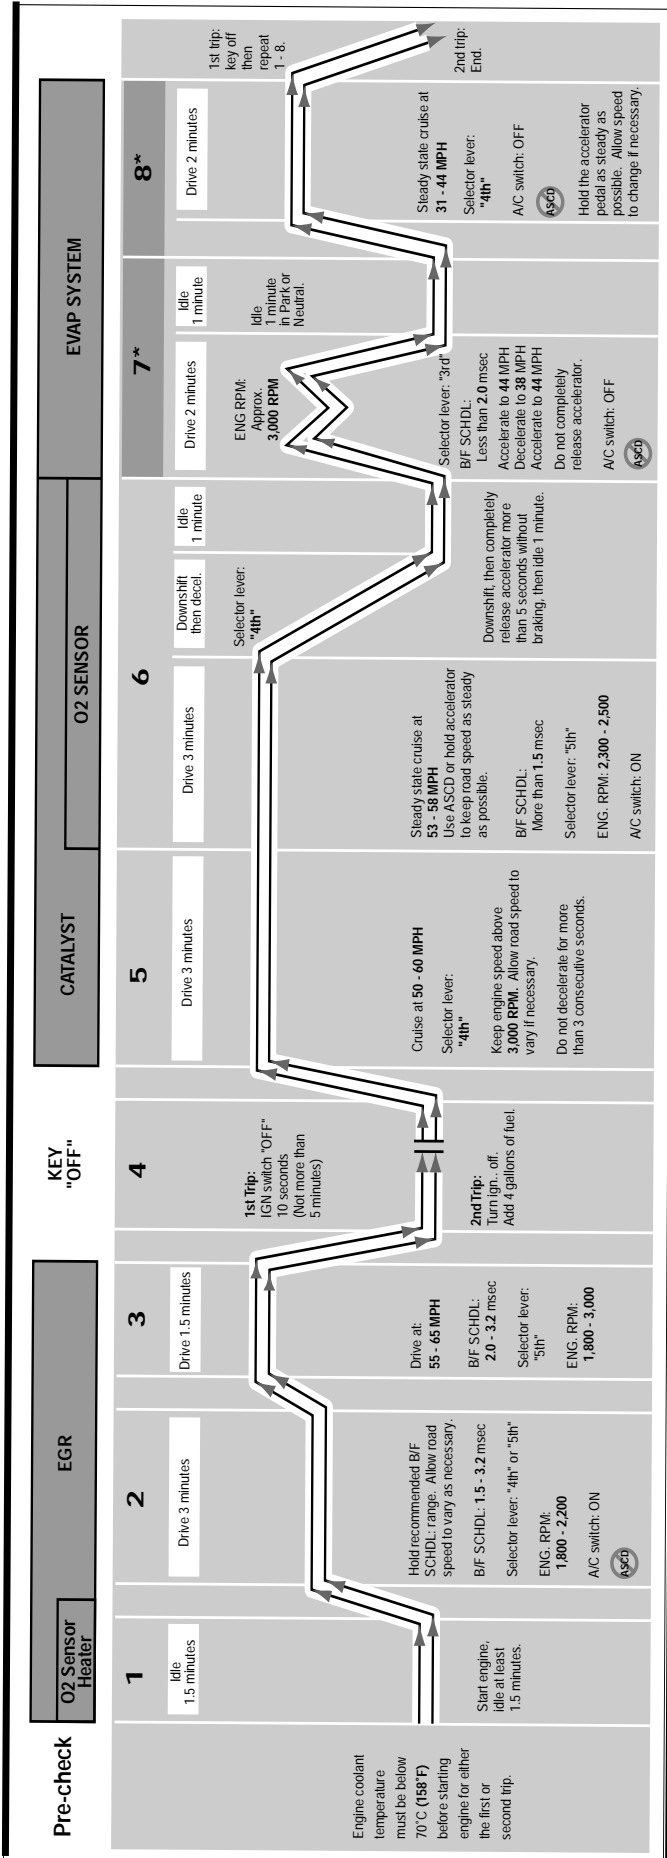 Pre-check
O2 Sensor
Heater
EGR
KEY
"OFF"
CATALYST
O2 SENSOR
EVAP SYSTEM
Engine coolant
temperature
must be below
70˚C (158˚F)
before starting
engine for either
the first or
second trip.
1
Idle
1.5 minutes
Start engine,
idle at least
1.5 minutes.
2
Drive 3 minutes
Hold recommended B/F
SCHDL: range. Allow road
speed to vary as necessary.
B/F SCHDL: 1.5 - 3.2 msec
Selector lever: "4th" or "5th"
ENG. RPM:
1,800 - 2,200
A/C switch: ON
ASCD
3
Drive 1.5 minutes
Drive at:
55 - 65 MPH
B/F SCHDL:
2.0 - 3.2 msec
Selector lever:
"5th"
ENG. RPM:
1,800 - 3,000
4
1st Trip:
IGN switch "OFF"
10 seconds
(Not more than
5 minutes)
2nd Trip:
Turn ign.. off.
Add 4 gallons of fuel.
5
Drive 3 minutes
Cruise at 50 - 60 MPH
Selector lever:
"4th"
Keep engine speed above
3,000 RPM. Allow road speed to
vary if necessary.
Do not decelerate for more
than 3 consecutive seconds.
6
Drive 3 minutes
Steady state cruise at
53 - 58 MPH
Use ASCD or hold accelerator
to keep road speed as steady
as possible.
B/F SCHDL:
More than 1.5 msec
Selector lever: "5th"
ENG. RPM: 2,300 - 2,500
A/C switch: ON
Downshift
then decel.
Selector lever:
"4th"
Idle
1 minute
Downshift, then completely
release accelerator more
than 5 seconds without
braking, then idle 1 minute.
7*
Drive 2 minutes
ENG RPM:
Approx.
3,000 RPM
Selector lever: "3rd"
B/F SCHDL:
Less than 2.0 msec
Accelerate to 44 MPH
Decelerate to 38 MPH
Accelerate to 44 MPH
Do not completely
release accelerator.
A/C switch: OFF
ASCD
Idle
1 minute
Idle
1 minute
in Park or
Neutral.
8*
Drive 2 minutes
Steady state cruise at
31 - 44 MPH
Selector lever:
"4th"
A/C switch: OFF
ASCD
Hold the accelerator
pedal as steady as
possible. Allow speed
to change if necessary.
1st trip:
key off
then
repeat
1 - 8.
2nd trip:
End.